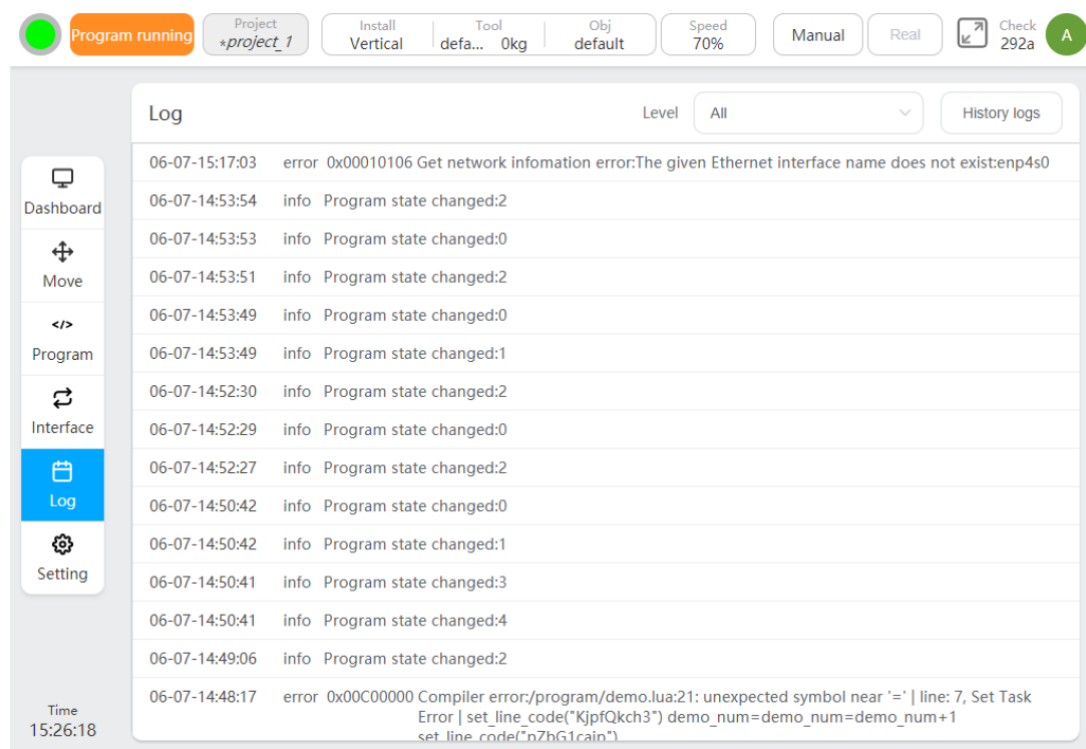 Program running
Project
*project_1
Install
Vertical
Tool
defa... 0kg
Obj
default
Speed
70%
Manual
Real
Check
292a
A
Log
Level
All
History logs
Dashboard
Move
Program
Interface
Log
Setting
Time
15:26:18
06-07-15:17:03 error 0x00010106 Get network infomation error:The given Ethernet interface name does not exist:enp4s0
06-07-14:53:54 info Program state changed:2
06-07-14:53:53 info Program state changed:0
06-07-14:53:51 info Program state changed:2
06-07-14:53:49 info Program state changed:0
06-07-14:53:49 info Program state changed:1
06-07-14:52:30 info Program state changed:2
06-07-14:52:29 info Program state changed:0
06-07-14:52:27 info Program state changed:2
06-07-14:50:42 info Program state changed:0
06-07-14:50:42 info Program state changed:1
06-07-14:50:41 info Program state changed:3
06-07-14:50:41 info Program state changed:4
06-07-14:49:06 info Program state changed:2
06-07-14:48:17 error 0x00C00000 Compiler error:/program/demo.lua:21: unexpected symbol near '=' | line: 7, Set Task
Error | set_line_code("KjpfQkch3") demo_num=demo_num=demo_num+1